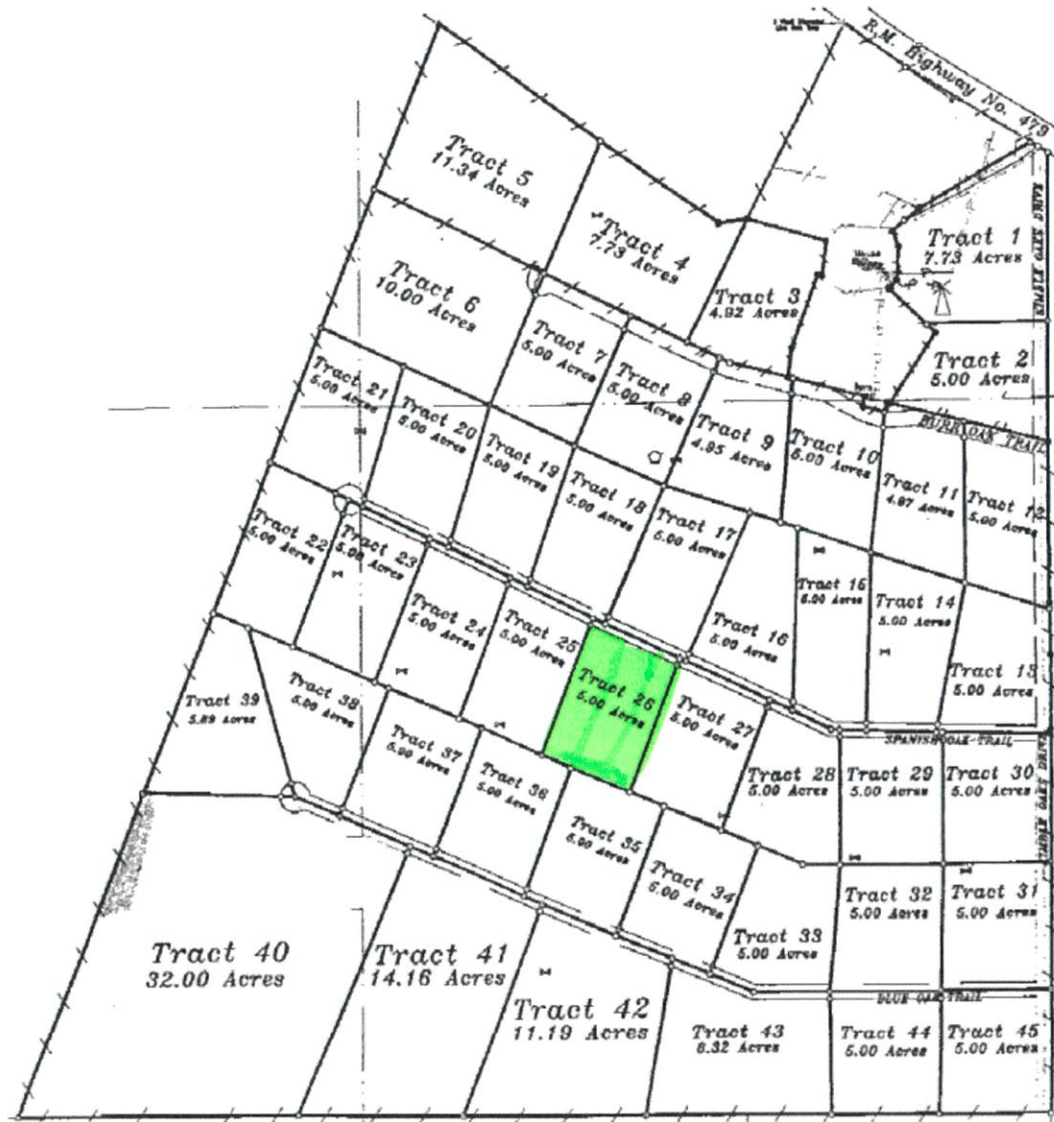 R.M. Highway No. 473
Tract 5
11.34 Acres
Tract 4
7.73 Acres
Tract 1
7.73 Acres
Tract 6
10.00 Acres
Tract 3
4.92 Acres
Tract 2
5.00 Acres
Tract 7
5.00 Acres
Tract 8
5.00 Acres
Tract 9
4.95 Acres
Tract 10
5.00 Acres
BURR OAK TRAIL
Tract 11
4.97 Acres
Tract 12
5.00 Acres
Tract 21
5.00 Acres
Tract 20
5.00 Acres
Tract 19
5.00 Acres
Tract 18
5.00 Acres
Tract 17
5.00 Acres
Tract 16
5.00 Acres
Tract 15
5.00 Acres
Tract 14
5.00 Acres
Tract 13
5.00 Acres
Tract 22
5.00 Acres
Tract 23
5.00 Acres
Tract 24
5.00 Acres
Tract 25
5.00 Acres
Tract 26
5.00 Acres
Tract 27
5.00 Acres
SPANISH OAK TRAIL
Tract 28
5.00 Acres
Tract 29
5.00 Acres
Tract 30
5.00 Acres
Tract 39
5.89 Acres
Tract 38
5.00 Acres
Tract 37
5.00 Acres
Tract 36
5.00 Acres
Tract 35
5.00 Acres
Tract 34
5.00 Acres
Tract 33
5.00 Acres
Tract 32
5.00 Acres
Tract 31
5.00 Acres
BLUE OAK TRAIL
Tract 40
32.00 Acres
Tract 41
14.16 Acres
Tract 42
11.19 Acres
Tract 43
8.32 Acres
Tract 44
5.00 Acres
Tract 45
5.00 Acres